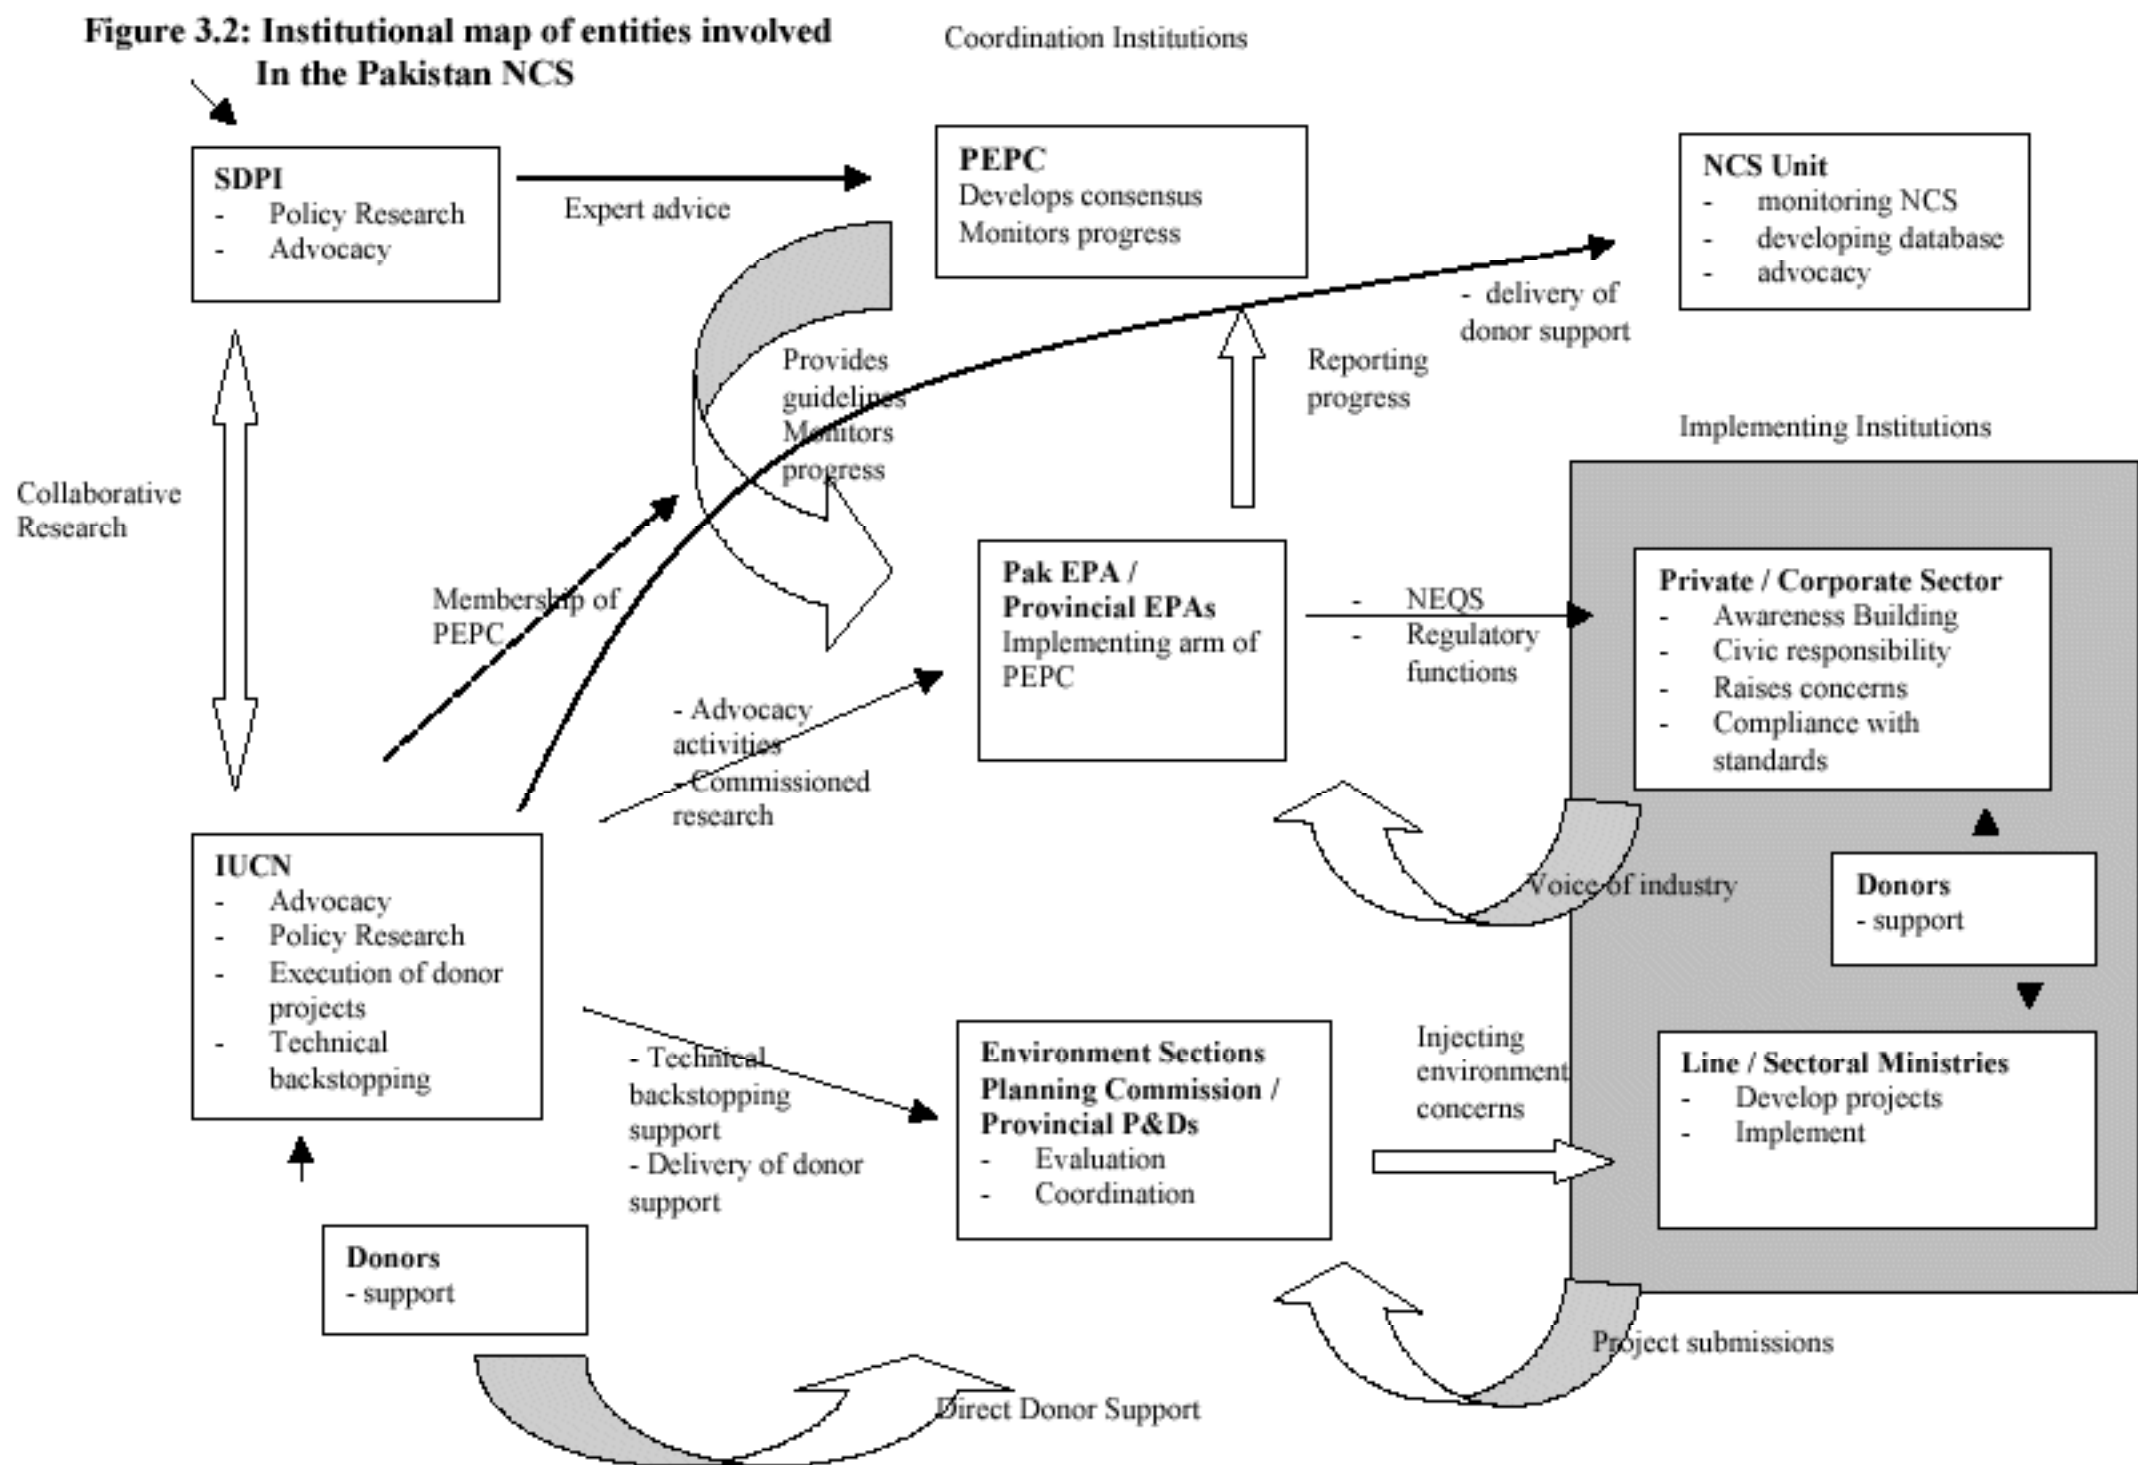 Figure 3.2: Institutional map of entities involved
In the Pakistan NCS
Coordination Institutions
SDPI
- Policy Research
- Advocacy
Expert advice
PEPC
Develops consensus
Monitors progress
NCS Unit
- monitoring NCS
- developing database
- advocacy
- delivery of
donor support
Provides
guidelines
Monitors
progress
Reporting
progress
Implementing Institutions
Collaborative
Research
Membership of
PEPC
Pak EPA /
Provincial EPAs
Implementing arm of
PEPC
- NEQS
- Regulatory
functions
Private / Corporate Sector
- Awareness Building
- Civic responsibility
- Raises concerns
- Compliance with
standards
- Advocacy
activities
- Commissioned
research
IUCN
- Advocacy
- Policy Research
- Execution of donor
projects
- Technical
backstopping
Voice of industry
Donors
- support
- Technical
backstopping
support
- Delivery of donor
support
Environment Sections
Planning Commission /
Provincial P&Ds
- Evaluation
- Coordination
Injecting
environment
concerns
Line / Sectoral Ministries
- Develop projects
- Implement
Donors
- support
Project submissions
Direct Donor Support